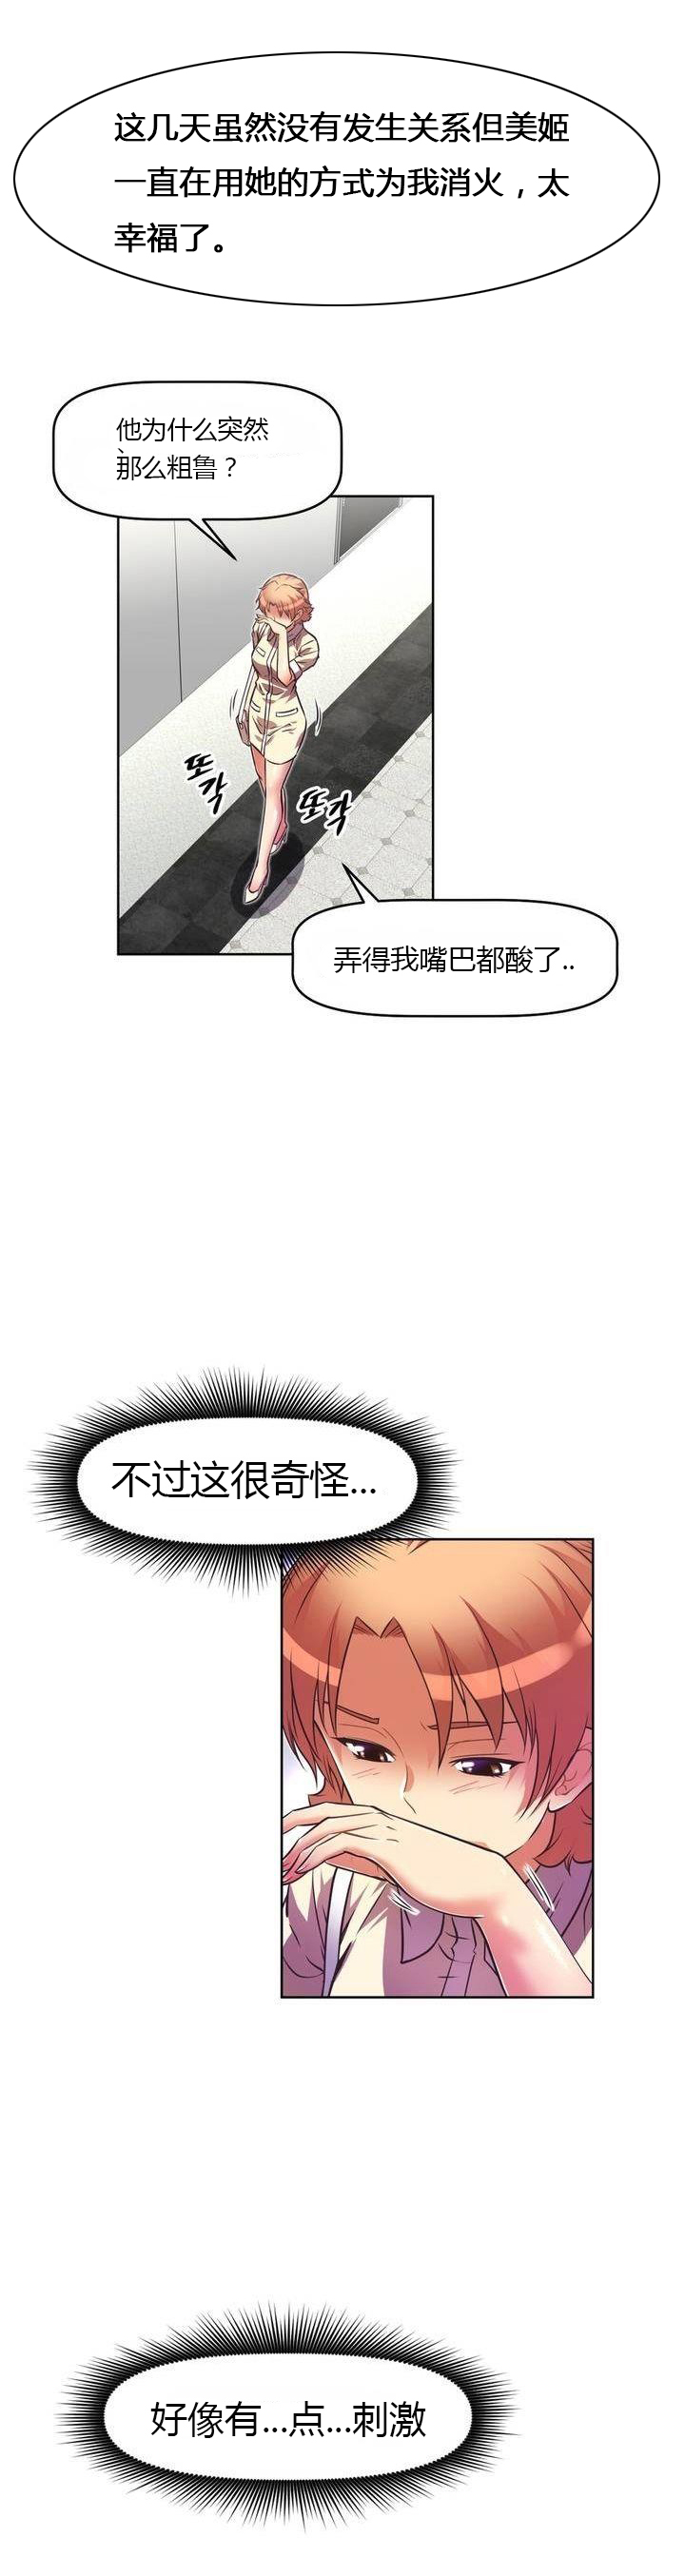 这几天虽然没有发生关系但美姬
一直在用她的方式为我消火，太
幸福了。
他为什么突然
那么粗鲁？
또각
또각
弄得我嘴巴都酸了..
不过这很奇怪...
好像有...点...刺激